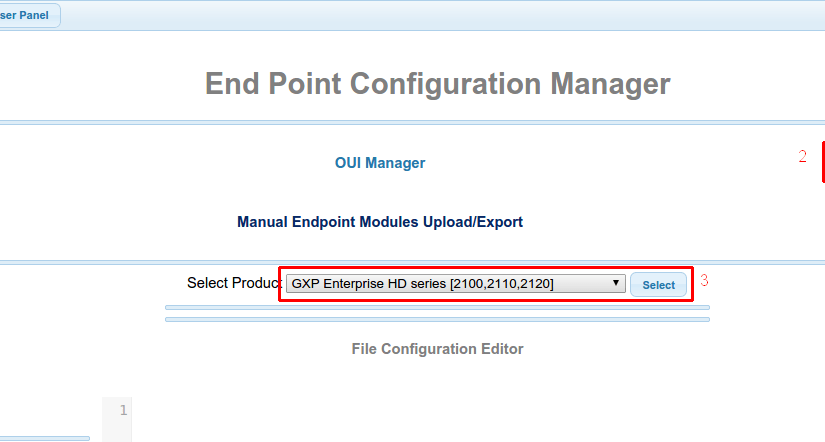 ser Panel
End Point Configuration Manager
OUI Manager
2
Manual Endpoint Modules Upload/Export
Select Product GXP Enterprise HD series [2100,2110,2120] Select 3
File Configuration Editor
1